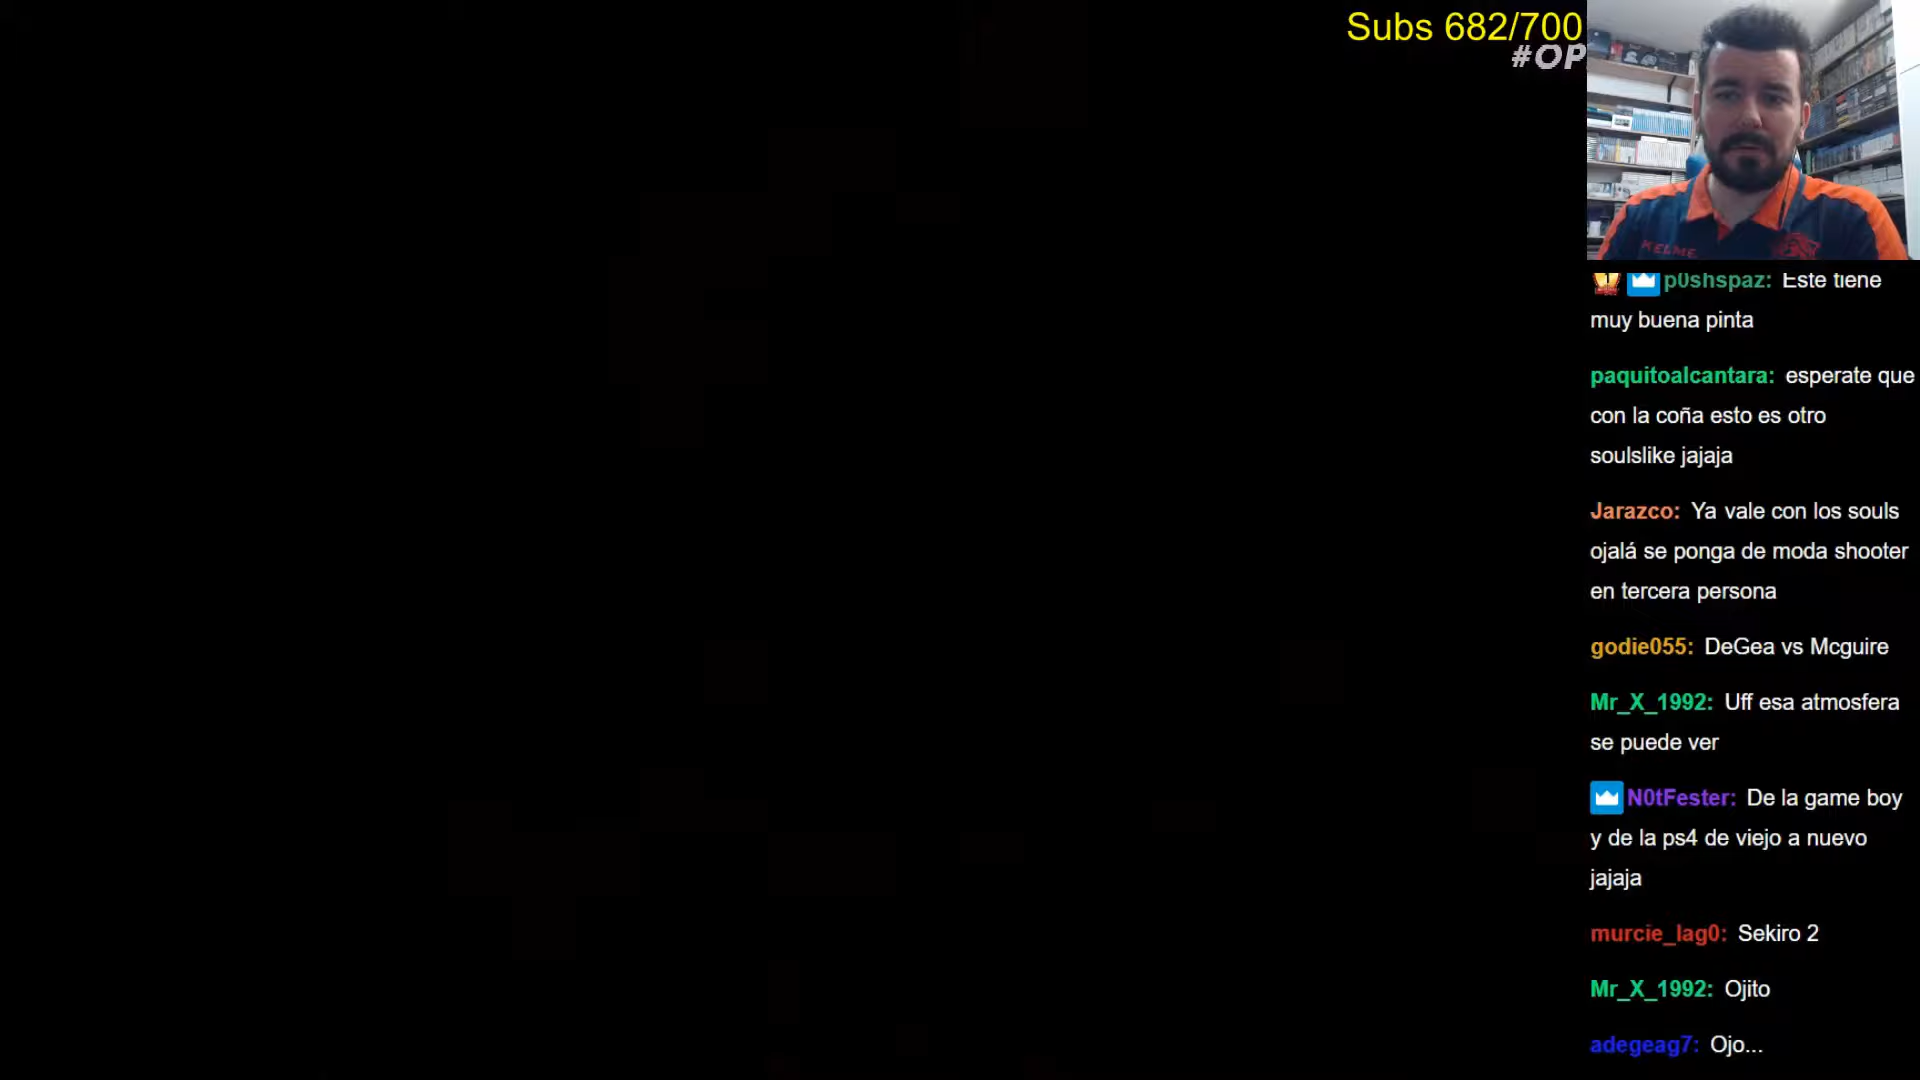 Subs 682/700
#OP
KELME
p0shspaz: Este tiene
muy buena pinta
paquitoalcantara: esperate que
con la coña esto es otro
soulslike jajaja
Jarazco: Ya vale con los souls
ojalá se ponga de moda shooter
en tercera persona
godie055: DeGea vs Mcguire
Mr_X_1992: Uff esa atmosfera
se puede ver
N0tFester: De la game boy
y de la ps4 de viejo a nuevo
jajaja
murcie_lag0: Sekiro 2
Mr_X_1992: Ojito
adegeag7: Ojo...